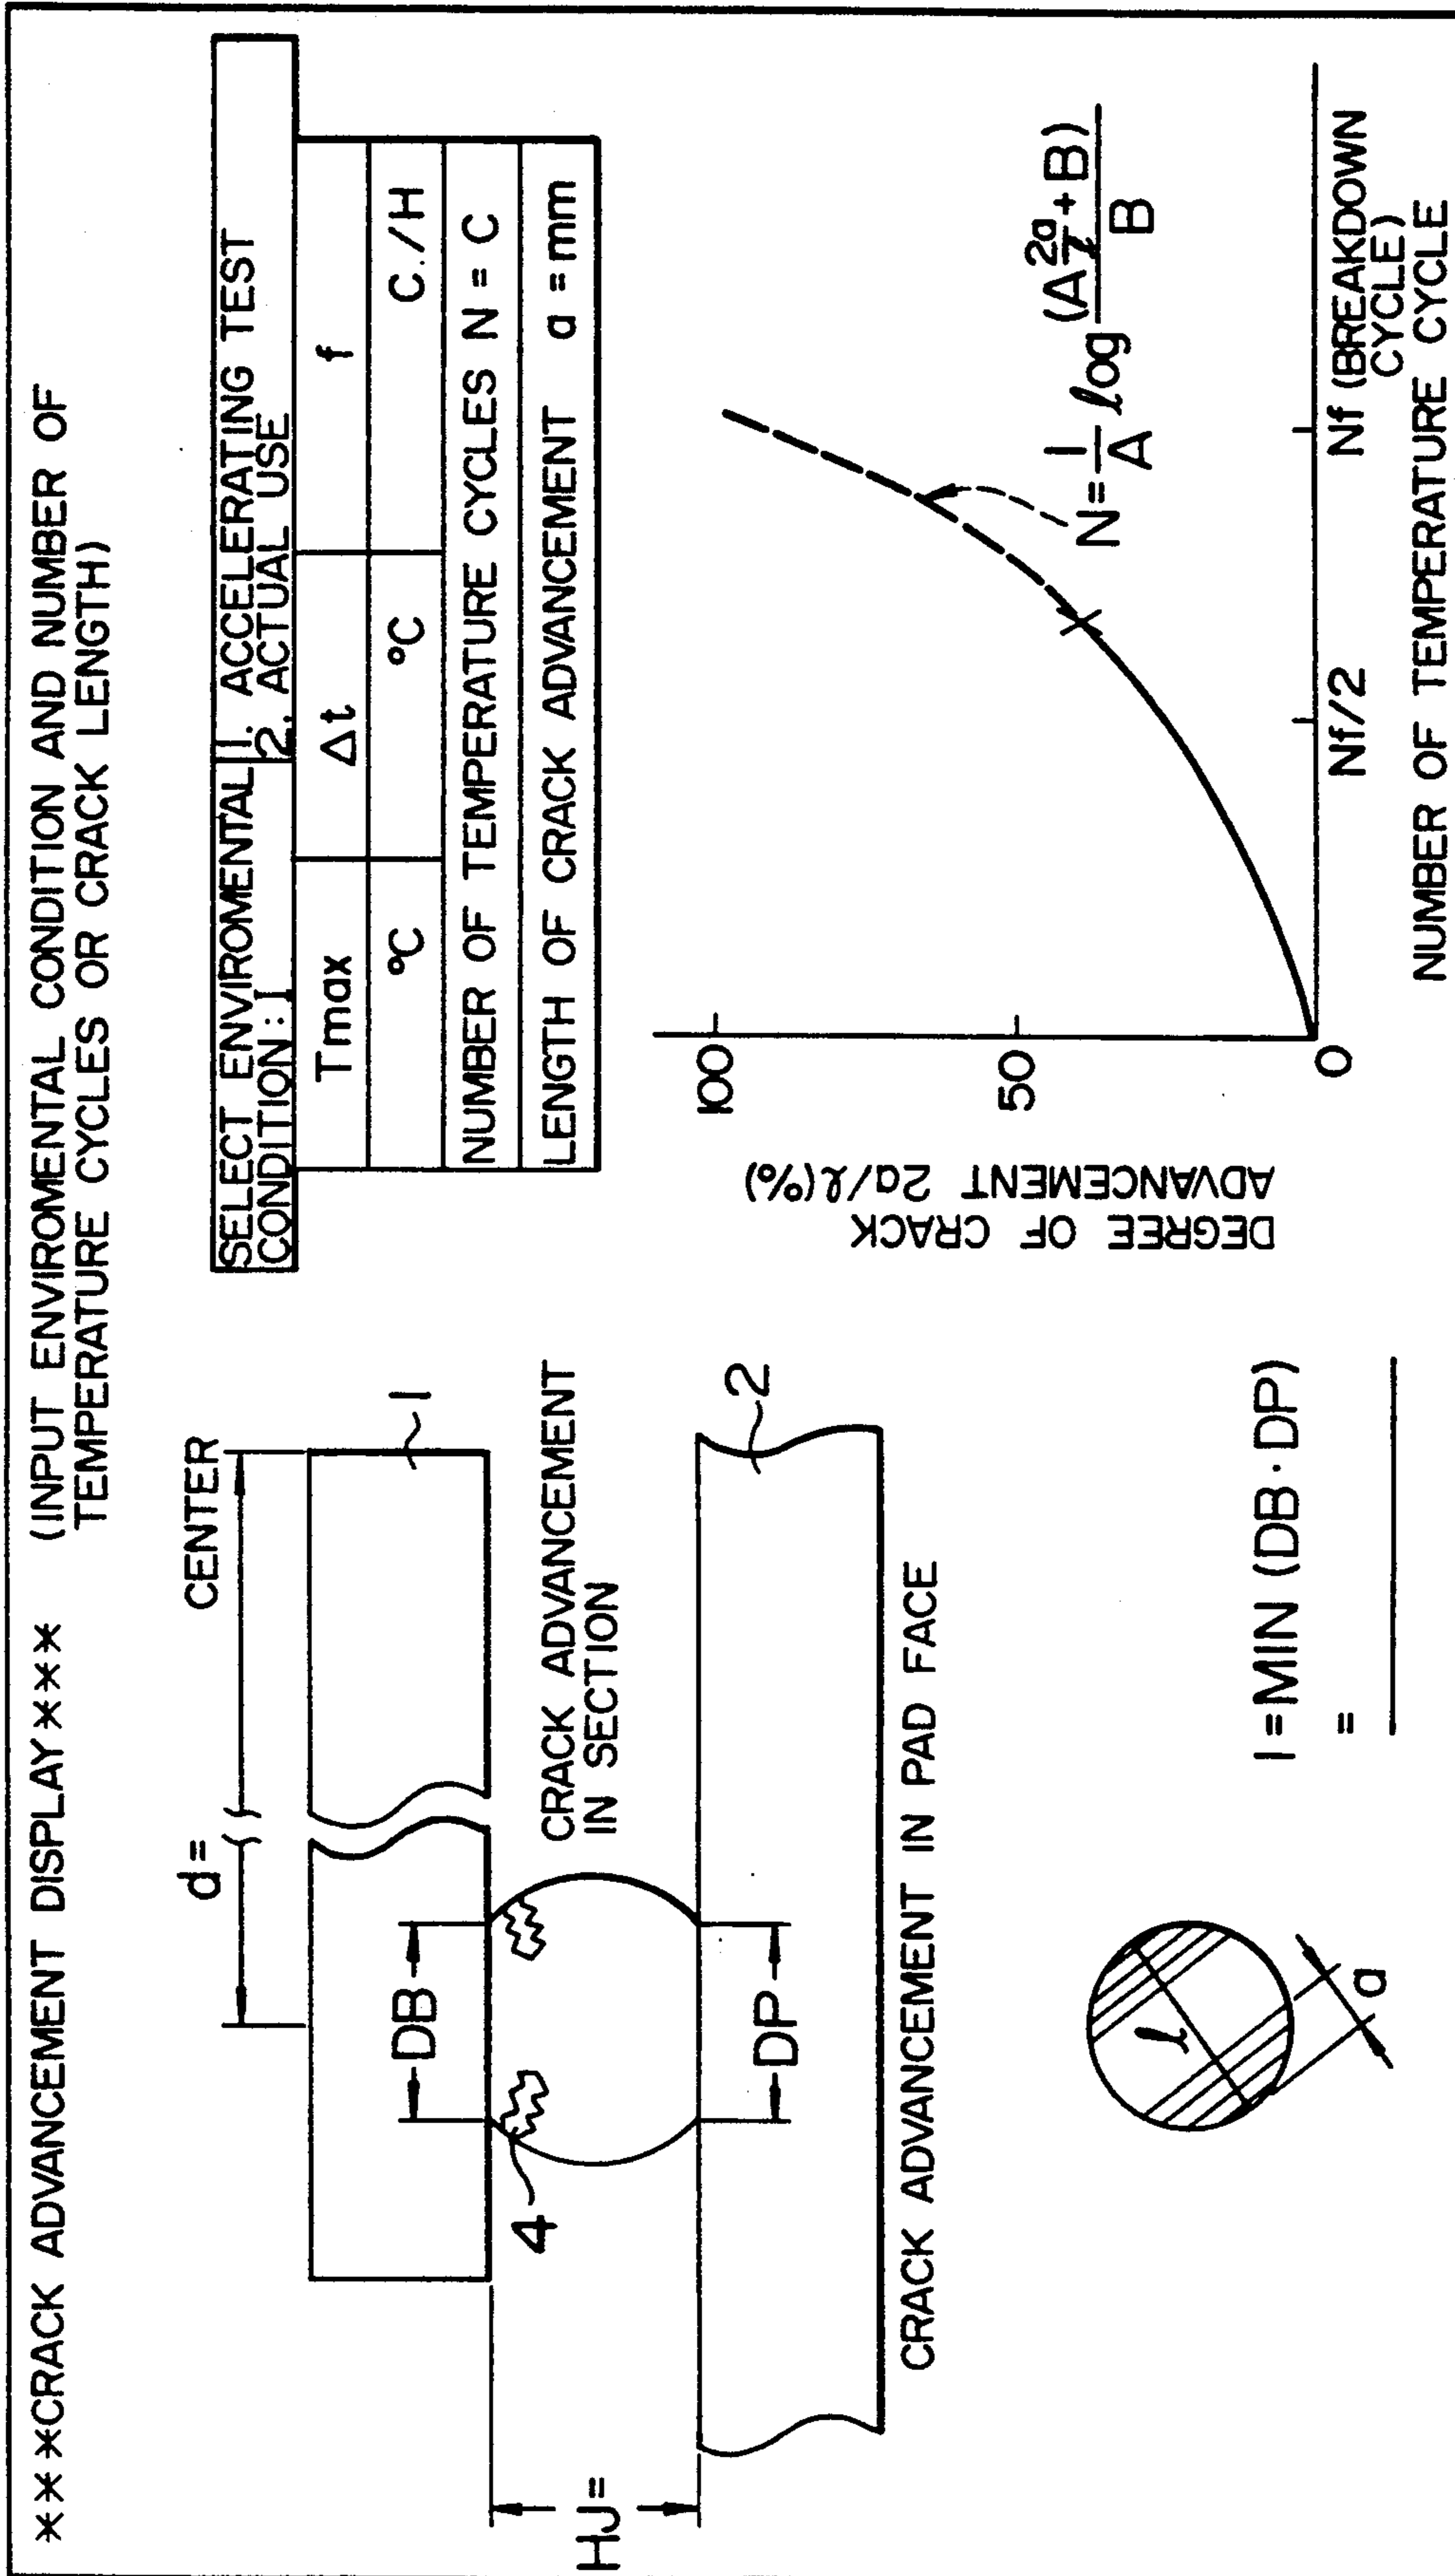 ***CRACK ADVANCEMENT DISPLAY***
(INPUT ENVIROMENTAL CONDITION AND NUMBER OF
TEMPERATURE CYCLES OR CRACK LENGTH)
d=
CENTER
DB
1
4
CRACK ADVANCEMENT
IN SECTION
HJ=
DP
2
CRACK ADVANCEMENT IN PAD FACE
ℓ
a
l=MIN (DB·DP)
=
SELECT ENVIROMENTAL
CONDITION: 1
1. ACCELERATING TEST
2. ACTUAL USE
Tmax Δt f
°C °C C./H
NUMBER OF TEMPERATURE CYCLES N = C
LENGTH OF CRACK ADVANCEMENT a = mm
DEGREE OF CRACK
ADVANCEMENT 2a/ℓ(%)
100
50
0
N = 1/A ℓog (A 2a/ℓ + B)/B
Nf/2
Nf (BREAKDOWN
CYCLE)
NUMBER OF TEMPERATURE CYCLE